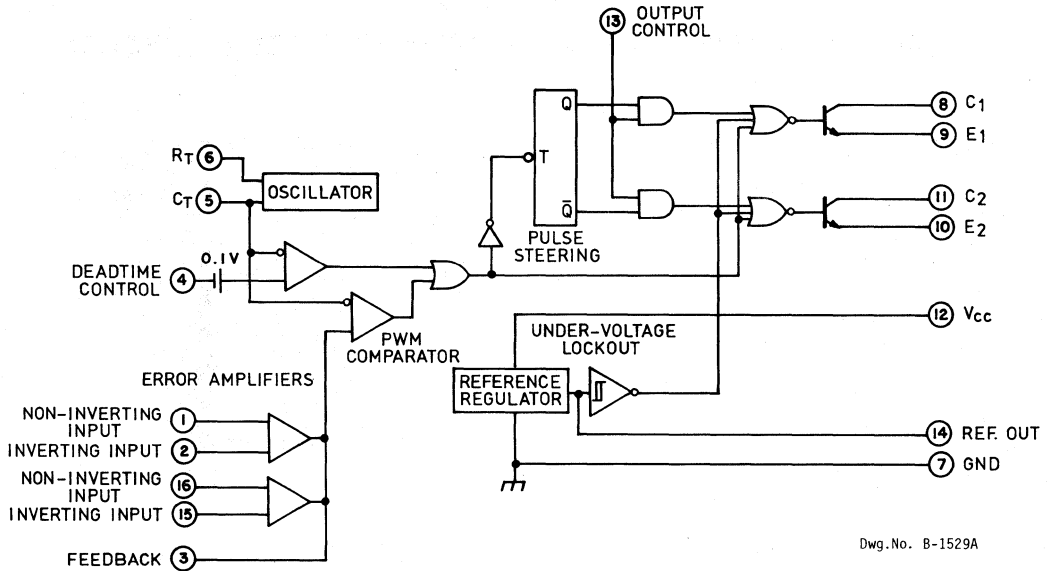 13 OUTPUT
CONTROL
Q
8 C1
9 E1
RT 6
T
CT 5
OSCILLATOR
Q̅
11 C2
PULSE
STEERING
10 E2
0.1V
DEADTIME
CONTROL 4
12 Vcc
PWM
COMPARATOR
UNDER-VOLTAGE
LOCKOUT
ERROR AMPLIFIERS
REFERENCE
REGULATOR
NON-INVERTING
INPUT 1
INVERTING INPUT 2
14 REF. OUT
7 GND
NON-INVERTING
INPUT 16
INVERTING INPUT 15
FEEDBACK 3
Dwg.No. B-1529A